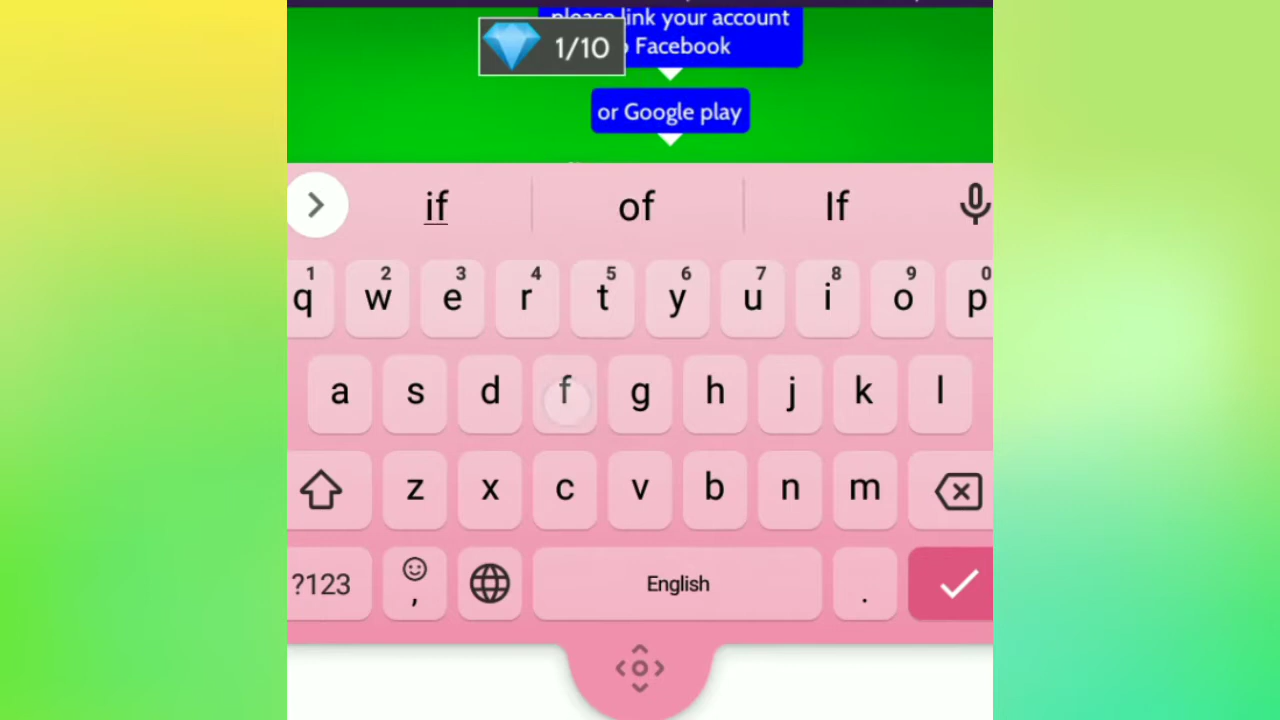 please link your account
Facebook
1/10
or Google play
if of If
1 2 3 4 5 6 7 8 9 0
q w e r t y u i o p
a s d f g h j k l
z x c v b n m
?123 , English .